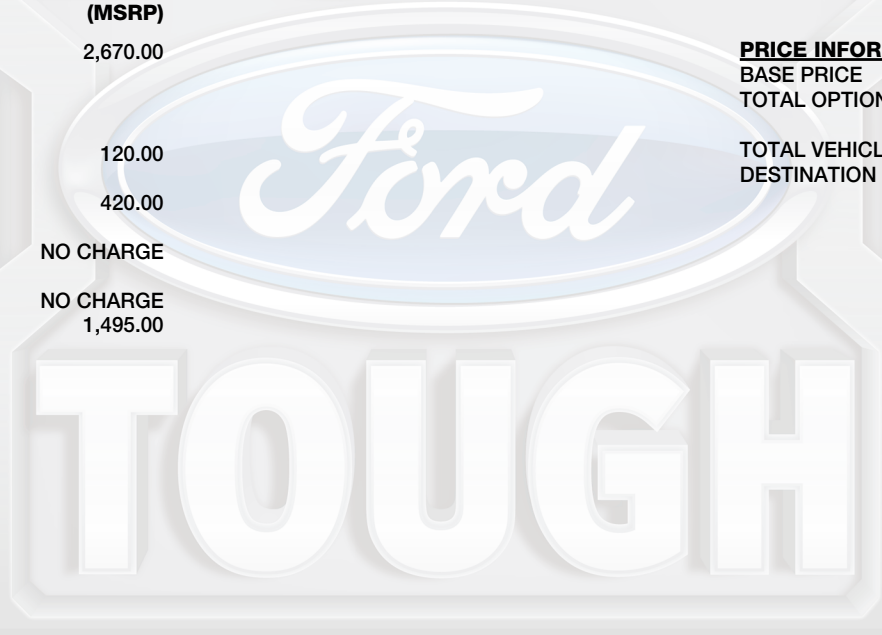 (MSRP)
2,670.00
120.00
420.00
NO CHARGE
NO CHARGE
1,495.00
PRICE INFOR
BASE PRICE
TOTAL OPTION
TOTAL VEHICL
DESTINATION
Ford
TOUGH